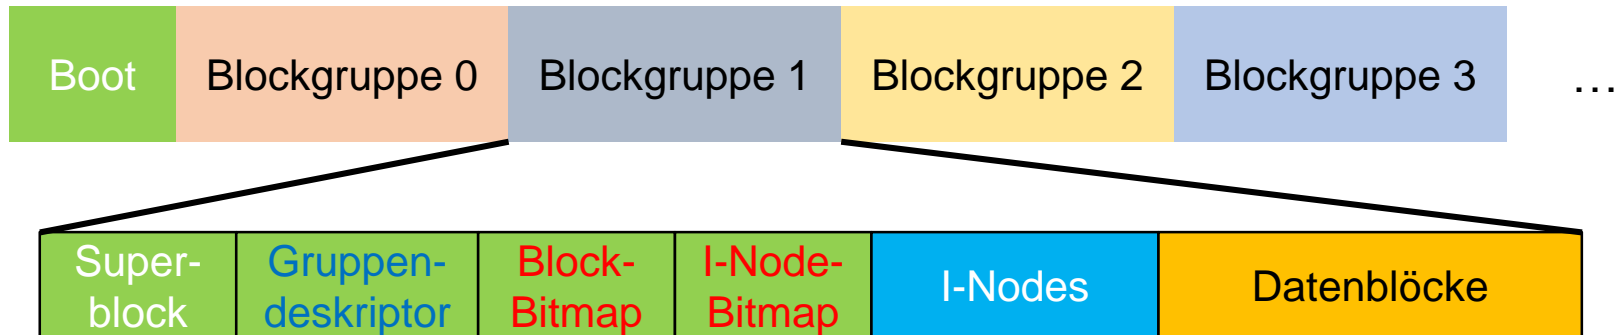 Boot Blockgruppe 0 Blockgruppe 1 Blockgruppe 2 Blockgruppe 3 …
Super-
block
Gruppen-
deskriptor
Block-
Bitmap
I-Node-
Bitmap
I-Nodes
Datenblöcke